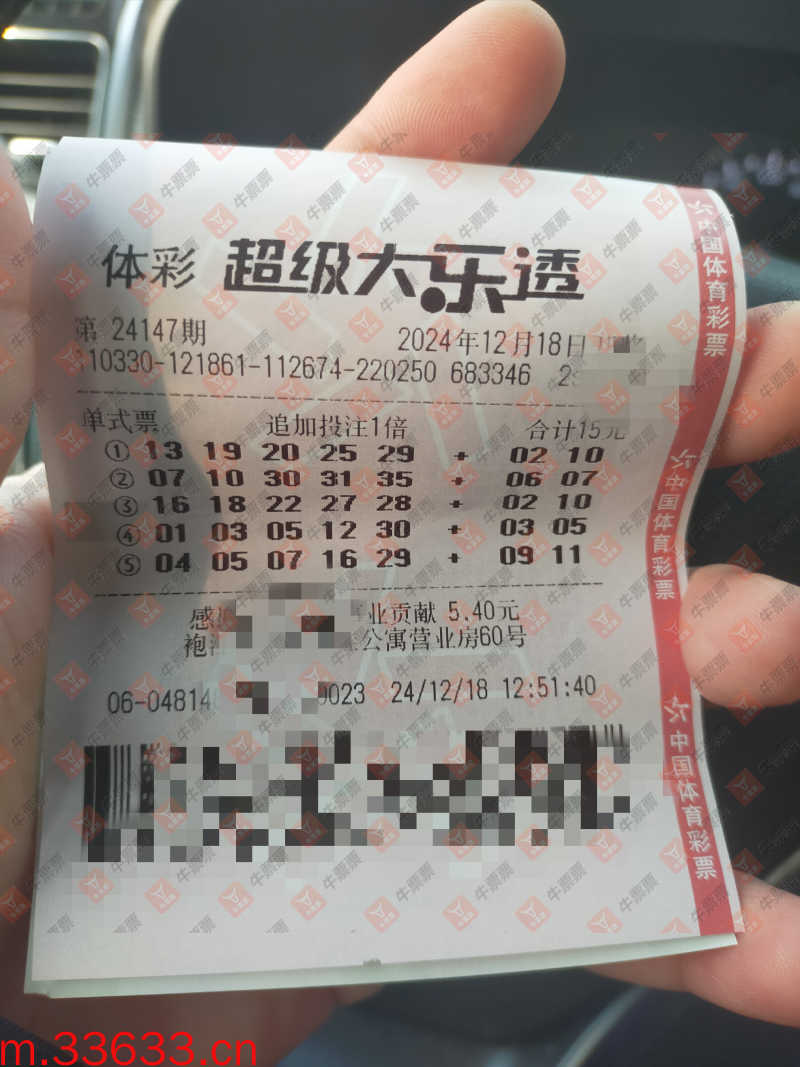 体彩 超级大乐透
第 24147期 2024年12月18日
110330-121861-112674-220250 683346
单式票 追加投注1倍 合计15元
① 13 19 20 25 29 + 02 10
② 07 10 30 31 35 + 06 07
③ 16 18 22 27 28 + 02 10
④ 01 03 05 12 30 + 03 05
⑤ 04 05 07 16 29 + 09 11
感 业贡献 5.40元
袍 公寓营业房60号
06-04814 0023 24/12/18 12:51:40
中国体育彩票
中国体育彩票
中国体育彩票
牛票票
m.33633.cn